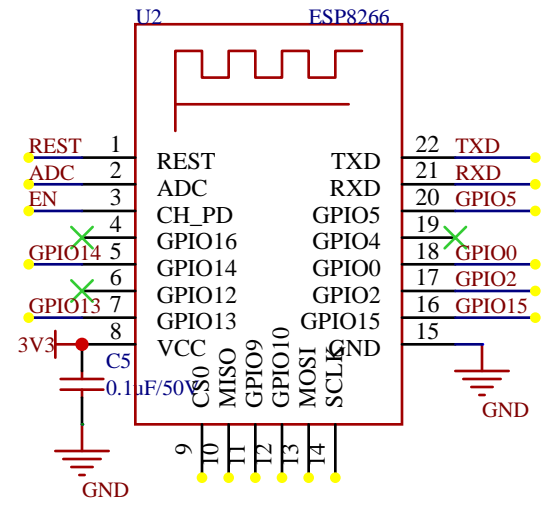 U2 ESP8266
REST 1 REST TXD 22 TXD
ADC 2 ADC RXD 21 RXD
EN 3 CH_PD GPIO5 20 GPIO5
4 GPIO16 GPIO4 19
GPIO14 5 GPIO14 GPIO0 18 GPIO0
6 GPIO12 GPIO2 17 GPIO2
GPIO13 7 GPIO13 GPIO15 16 GPIO15
3V3 8 VCC GND 15
C5
0.1uF/50V
CS0 MISO GPIO9 GPIO10 MOSI SCLK
9 10 11 12 13 14
GND
GND